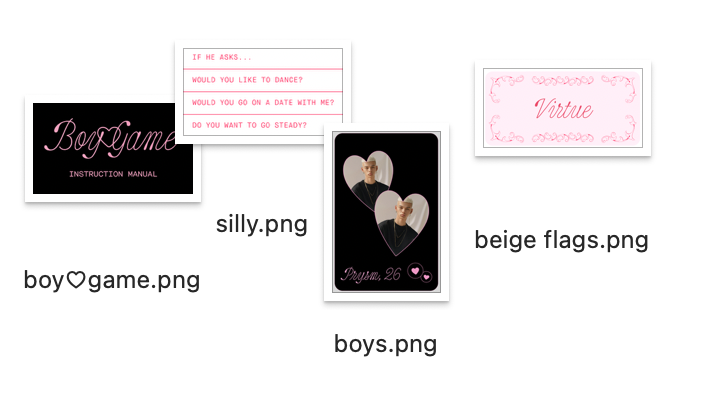 Boy♡Game
INSTRUCTION MANUAL
boy♡game.png
IF HE ASKS...
WOULD YOU LIKE TO DANCE?
WOULD YOU GO ON A DATE WITH ME?
DO YOU WANT TO GO STEADY?
silly.png
Prysm, 26
boys.png
Virtue
beige flags.png